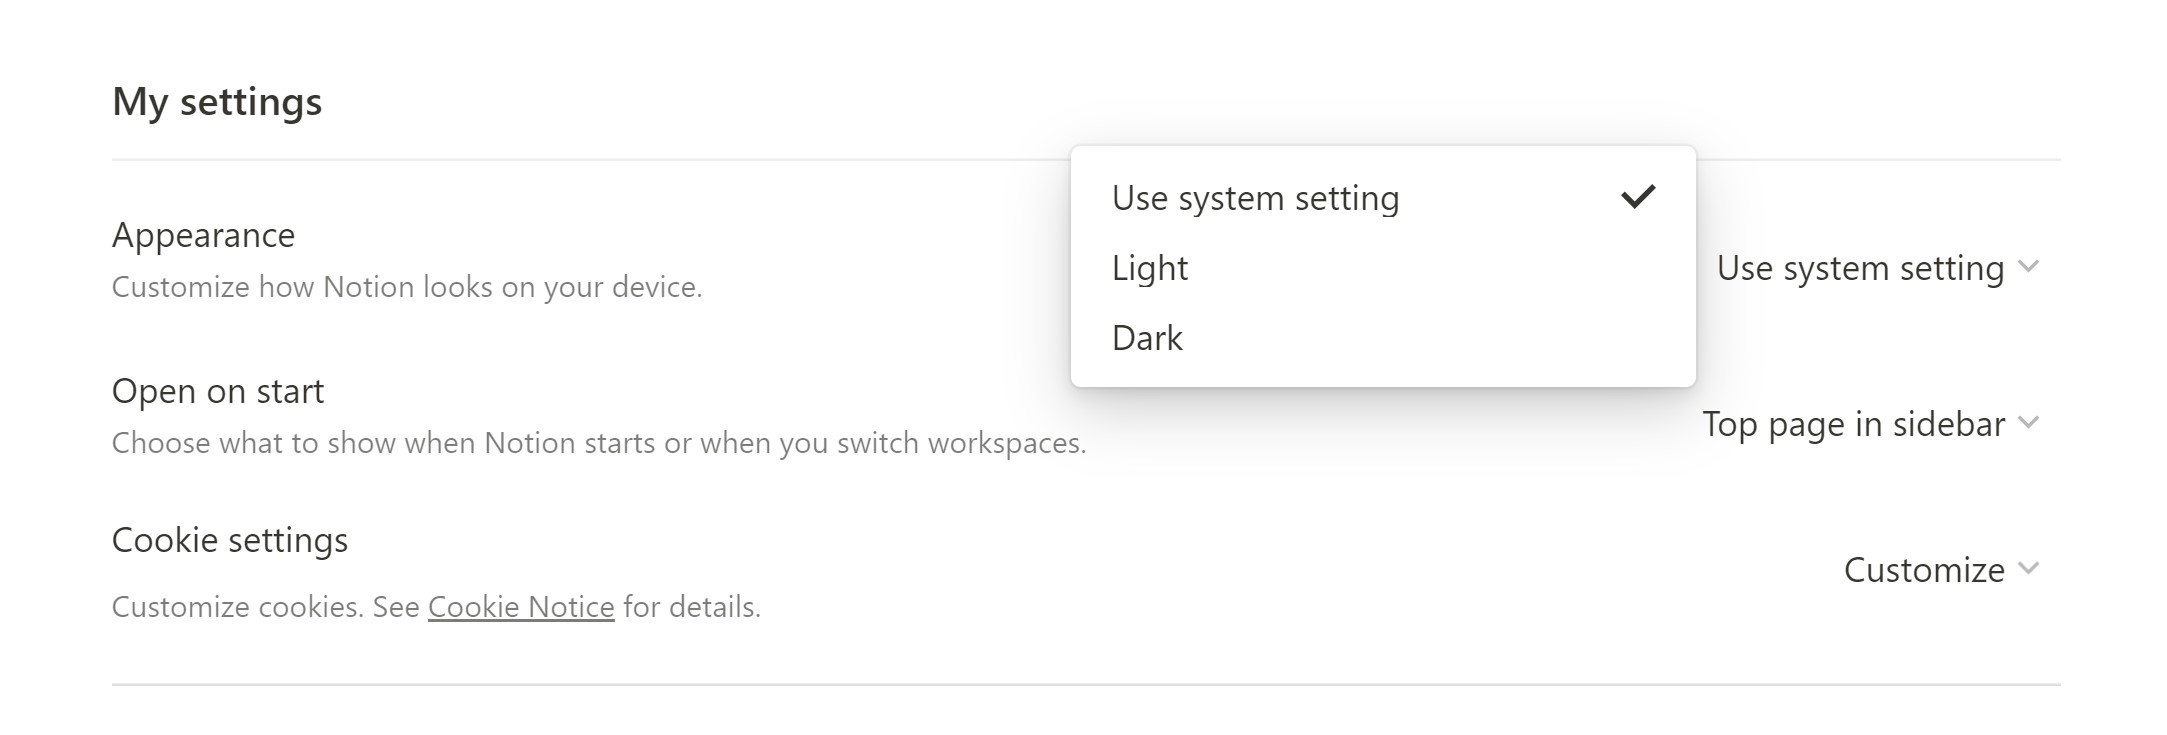 My settings
Appearance
Customize how Notion looks on your device.
Use system setting
Use system setting
Light
Dark
Open on start
Choose what to show when Notion starts or when you switch workspaces.
Top page in sidebar
Cookie settings
Customize cookies. See Cookie Notice for details.
Customize